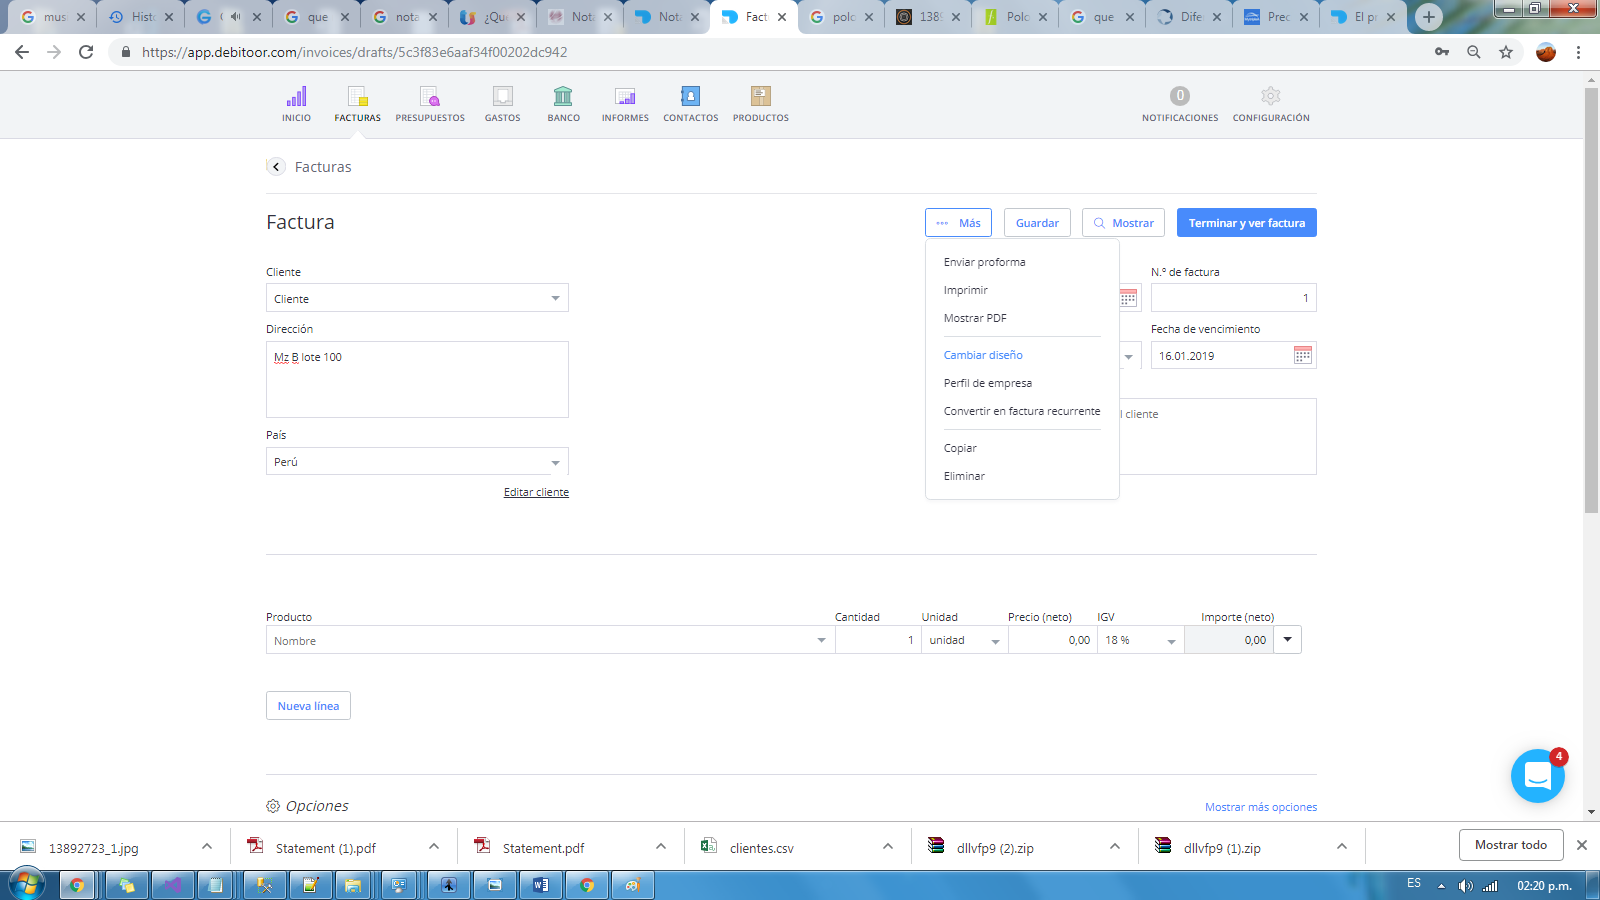 mus
Histo
G
que
nota
¿Que
Nota
Nota
Fact
polo
1389
Polo
que
Dife
Prec
El pr
https://app.debitoor.com/invoices/drafts/5c3f83e6aaf34f00202dc942
INICIO
FACTURAS
PRESUPUESTOS
GASTOS
BANCO
INFORMES
CONTACTOS
PRODUCTOS
0
NOTIFICACIONES
CONFIGURACIÓN
Facturas
Factura
Más
Guardar
Mostrar
Terminar y ver factura
Enviar proforma
Imprimir
Mostrar PDF
Cambiar diseño
Perfil de empresa
Convertir en factura recurrente
Copiar
Eliminar
Cliente
Cliente
Dirección
Mz B lote 100
País
Perú
Editar cliente
N.º de factura
1
Fecha de vencimiento
16.01.2019
l cliente
Producto Cantidad Unidad Precio (neto) IGV Importe (neto)
Nombre 1 unidad 0,00 18 % 0,00
Nueva línea
Opciones
Mostrar más opciones
4
13892723_1.jpg
Statement (1).pdf
Statement.pdf
clientes.csv
dllvfp9 (2).zip
dllvfp9 (1).zip
Mostrar todo
ES
02:20 p.m.